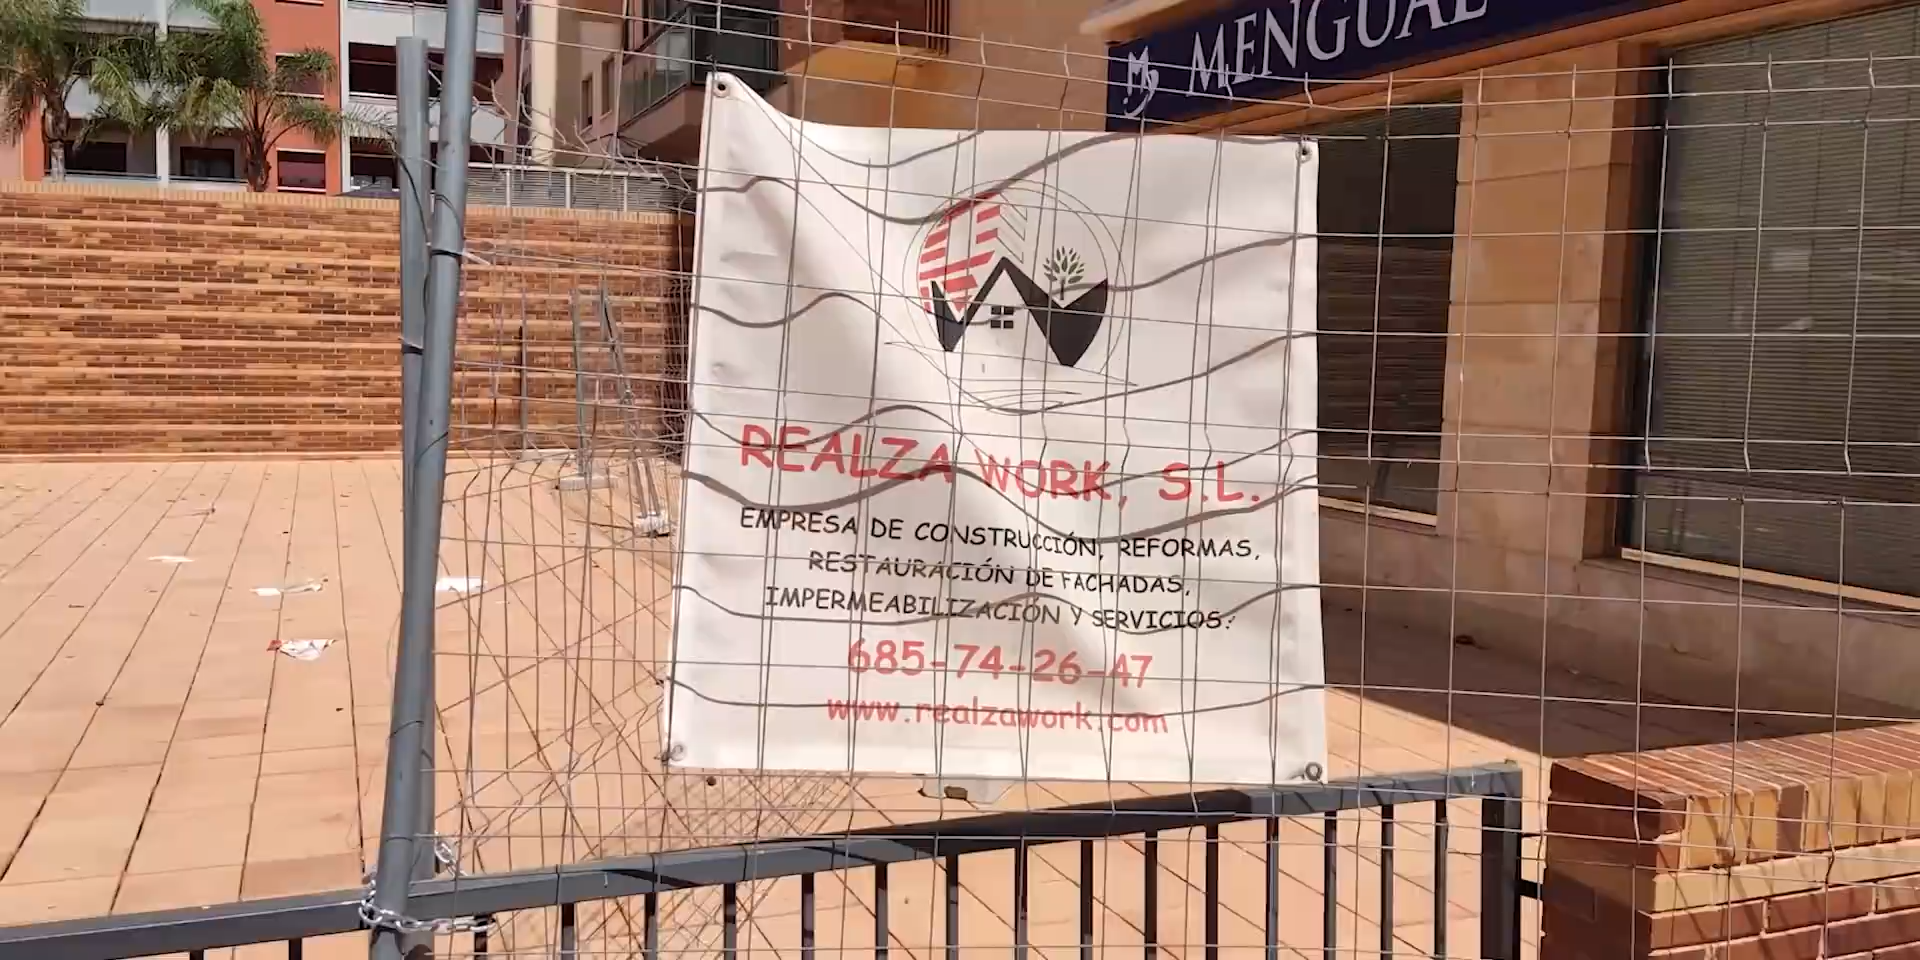 MENGUAL
REALZA WORK, S.L.
EMPRESA DE CONSTRUCCIÓN, REFORMAS,
RESTAURACIÓN DE FACHADAS,
IMPERMEABILIZACIÓN Y SERVICIOS.
685-74-26-47
www.realzawork.com